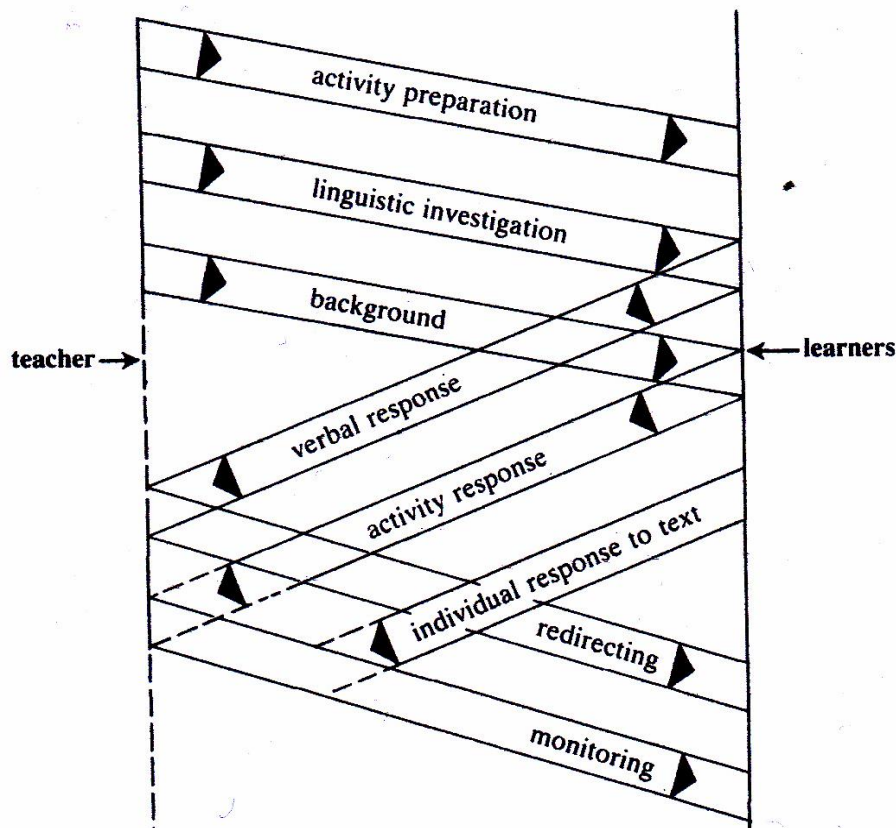 activity preparation
linguistic investigation
background
teacher
learners
verbal response
activity response
individual response to text
redirecting
monitoring